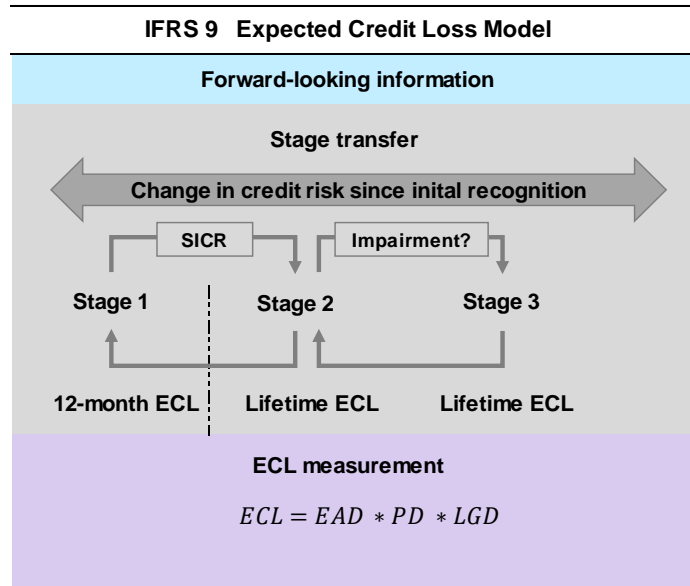 IFRS 9 Expected Credit Loss Model
Forward-looking information
Stage transfer
Change in credit risk since inital recognition
SICR
Impairment?
Stage 1
Stage 2
Stage 3
12-month ECL
Lifetime ECL
Lifetime ECL
ECL measurement
ECL = EAD * PD * LGD